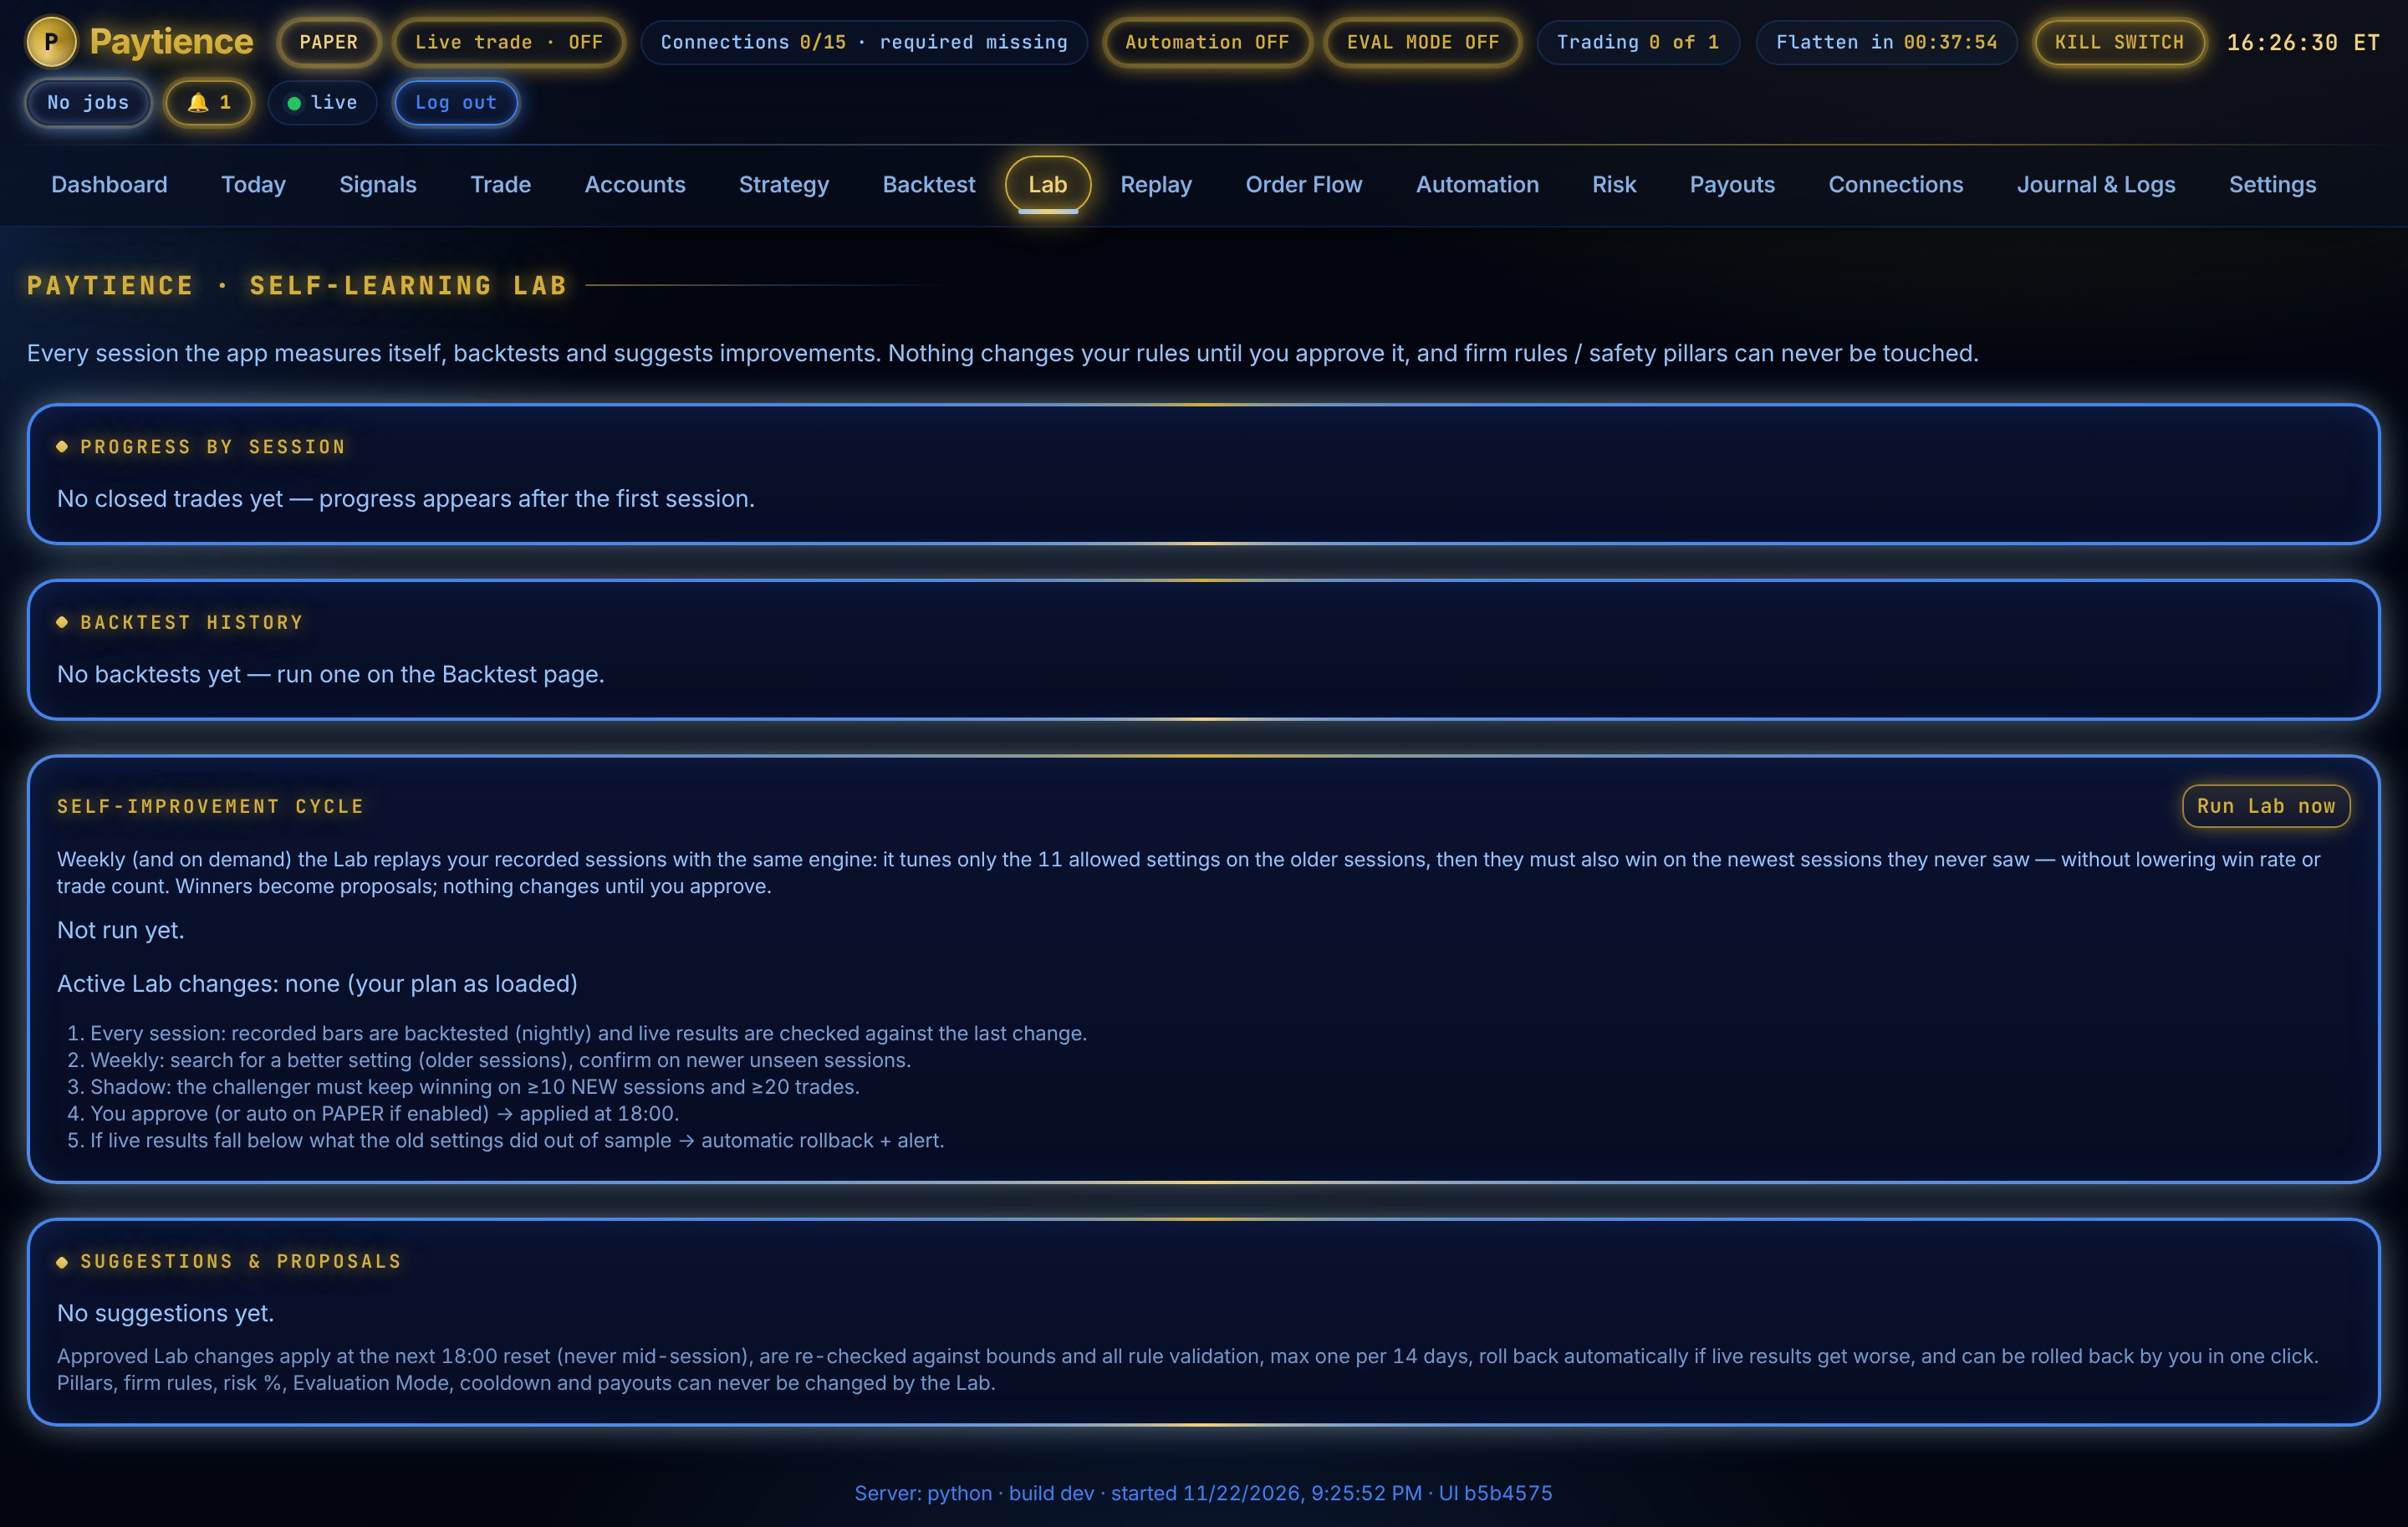 P Paytience PAPER Live trade · OFF Connections 0/15 · required missing Automation OFF EVAL MODE OFF Trading 0 of 1 Flatten in 00:37:54 KILL SWITCH 16:26:30 ET
No jobs 🔔 1 live Log out
Dashboard Today Signals Trade Accounts Strategy Backtest Lab Replay Order Flow Automation Risk Payouts Connections Journal & Logs Settings
PAYTIENCE · SELF-LEARNING LAB
Every session the app measures itself, backtests and suggests improvements. Nothing changes your rules until you approve it, and firm rules / safety pillars can never be touched.
PROGRESS BY SESSION
No closed trades yet — progress appears after the first session.
BACKTEST HISTORY
No backtests yet — run one on the Backtest page.
SELF-IMPROVEMENT CYCLE Run Lab now
Weekly (and on demand) the Lab replays your recorded sessions with the same engine: it tunes only the 11 allowed settings on the older sessions, then they must also win on the newest sessions they never saw — without lowering win rate or
trade count. Winners become proposals; nothing changes until you approve.
Not run yet.
Active Lab changes: none (your plan as loaded)
1. Every session: recorded bars are backtested (nightly) and live results are checked against the last change.
2. Weekly: search for a better setting (older sessions), confirm on newer unseen sessions.
3. Shadow: the challenger must keep winning on ≥10 NEW sessions and ≥20 trades.
4. You approve (or auto on PAPER if enabled) → applied at 18:00.
5. If live results fall below what the old settings did out of sample → automatic rollback + alert.
SUGGESTIONS & PROPOSALS
No suggestions yet.
Approved Lab changes apply at the next 18:00 reset (never mid-session), are re-checked against bounds and all rule validation, max one per 14 days, roll back automatically if live results get worse, and can be rolled back by you in one click.
Pillars, firm rules, risk %, Evaluation Mode, cooldown and payouts can never be changed by the Lab.
Server: python · build dev · started 11/22/2026, 9:25:52 PM · UI b5b4575